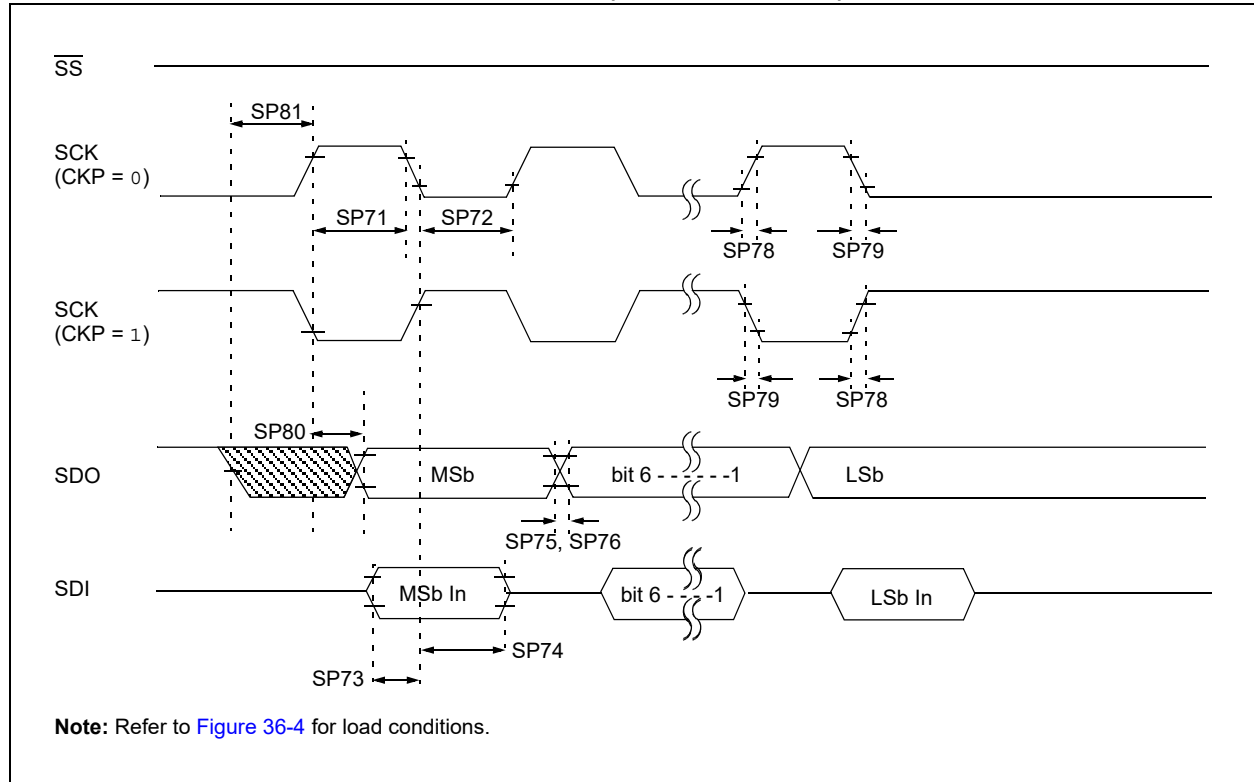 SS
SP81
SCK
(CKP = 0)
SP71
SP72
SP78
SP79
SCK
(CKP = 1)
SP79
SP78
SP80
SDO
MSb
bit 6 - - - - - -1
LSb
SP75, SP76
SDI
MSb In
bit 6 - - - - -1
LSb In
SP74
SP73
Note: Refer to Figure 36-4 for load conditions.